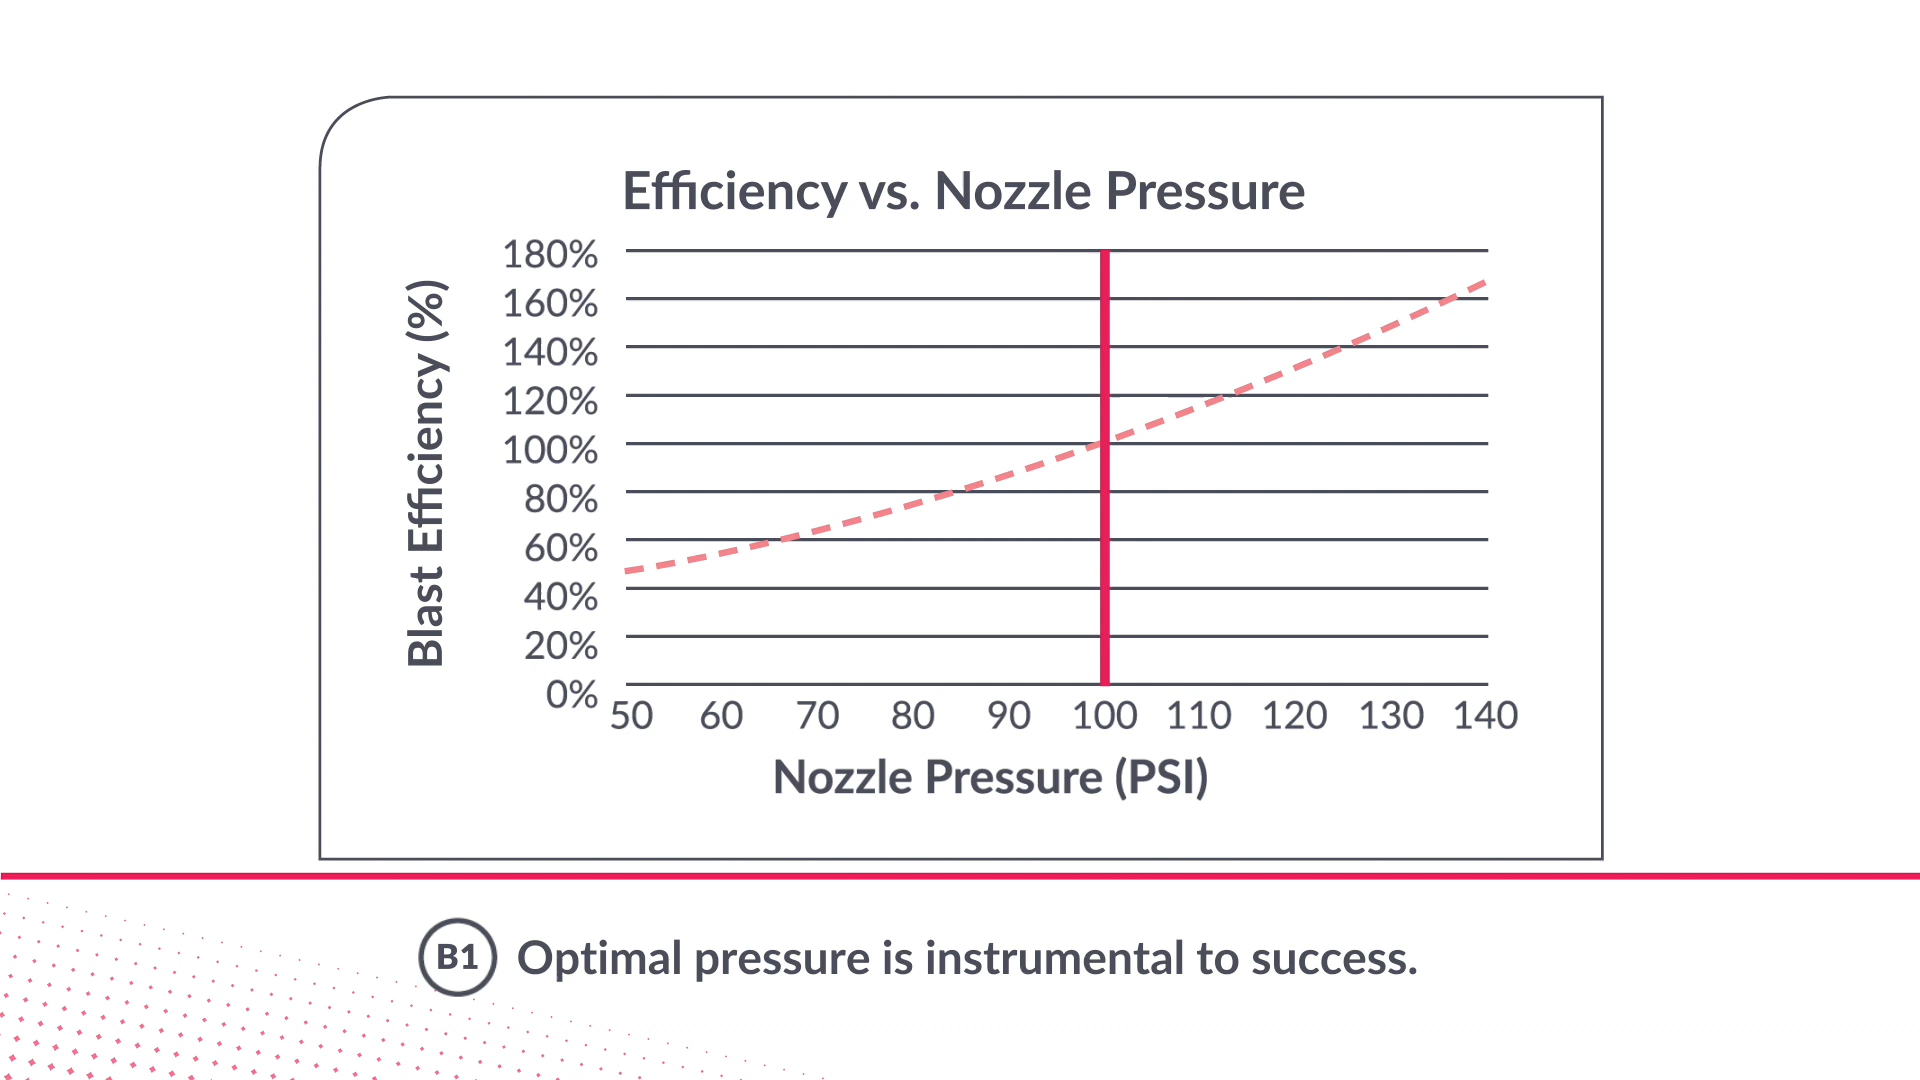 Efficiency vs. Nozzle Pressure
Blast Efficiency (%)
180%
160%
140%
120%
100%
80%
60%
40%
20%
0%
50 60 70 80 90 100 110 120 130 140
Nozzle Pressure (PSI)
B1 Optimal pressure is instrumental to success.